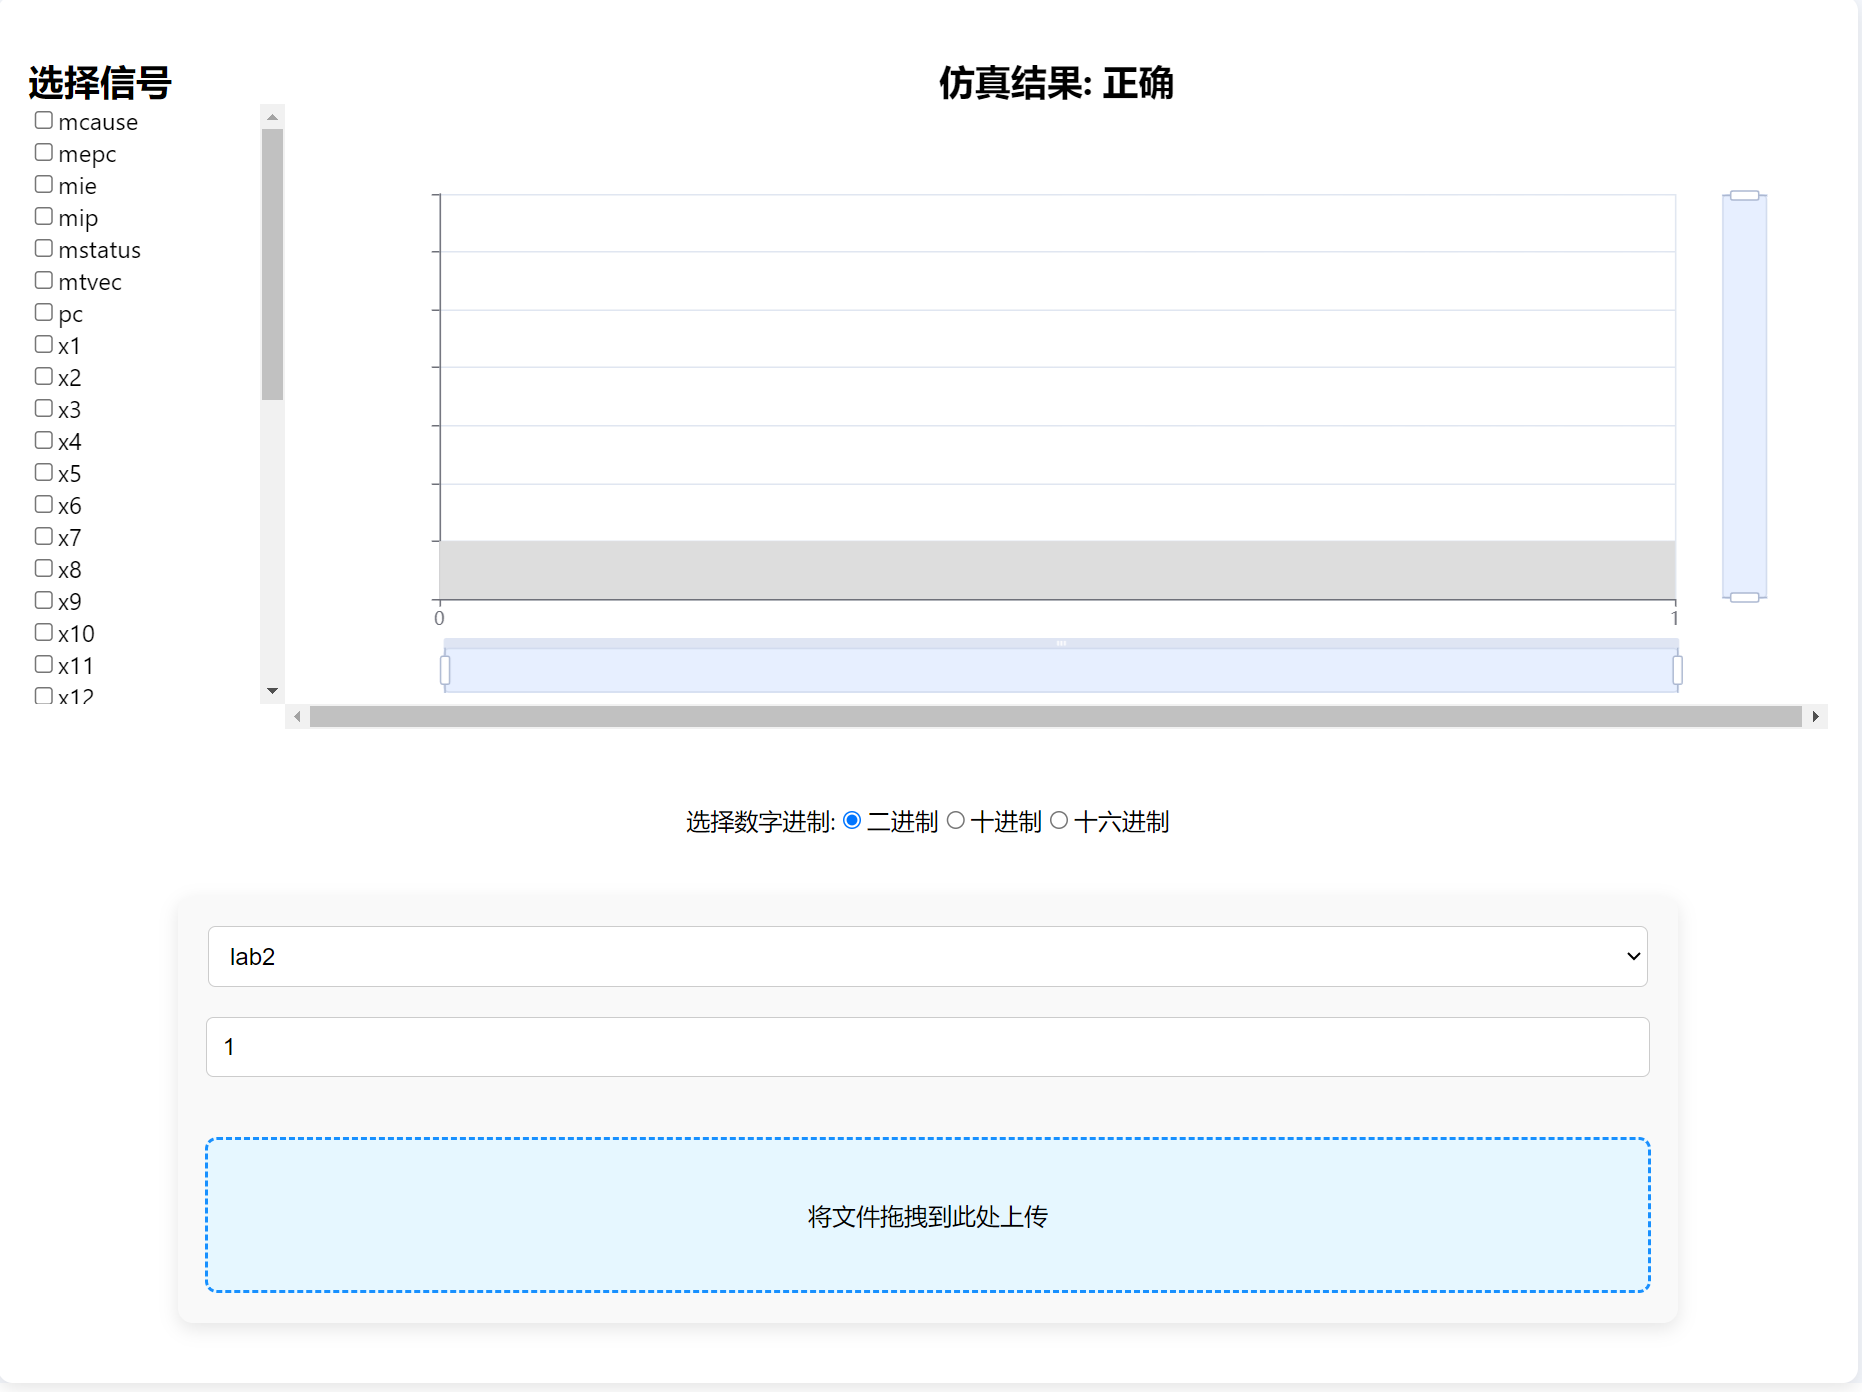 选择信号
仿真结果: 正确
mcause
mepc
mie
mip
mstatus
mtvec
pc
x1
x2
x3
x4
x5
x6
x7
x8
x9
x10
x11
x12
0 1
选择数字进制: 二进制 十进制 十六进制
lab2
1
将文件拖拽到此处上传